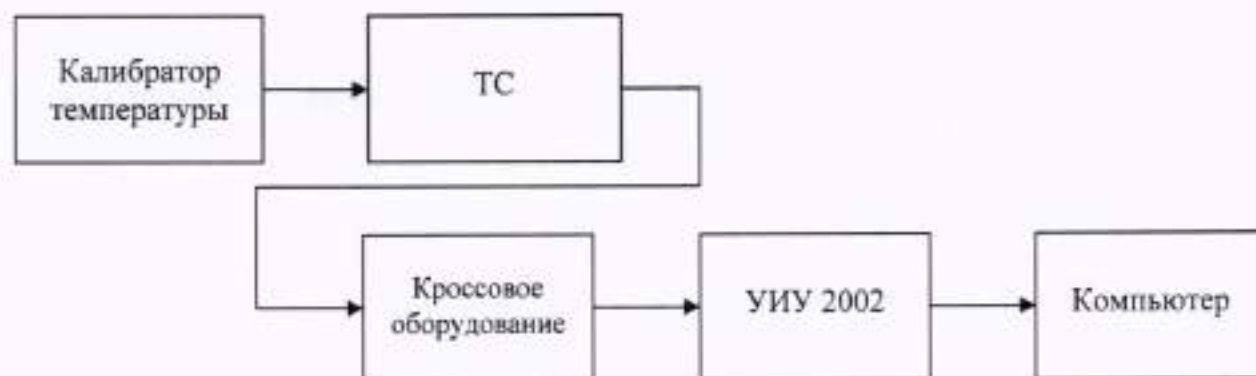 Калибратор
температуры
ТС
Кроссовое
оборудование
УИУ 2002
Компьютер